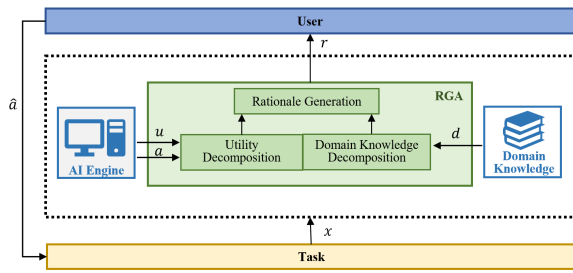 User
r
â
RGA
Rationale Generation
u
a
AI Engine
Utility
Decomposition
Domain Knowledge
Decomposition
d
Domain
Knowledge
x
Task